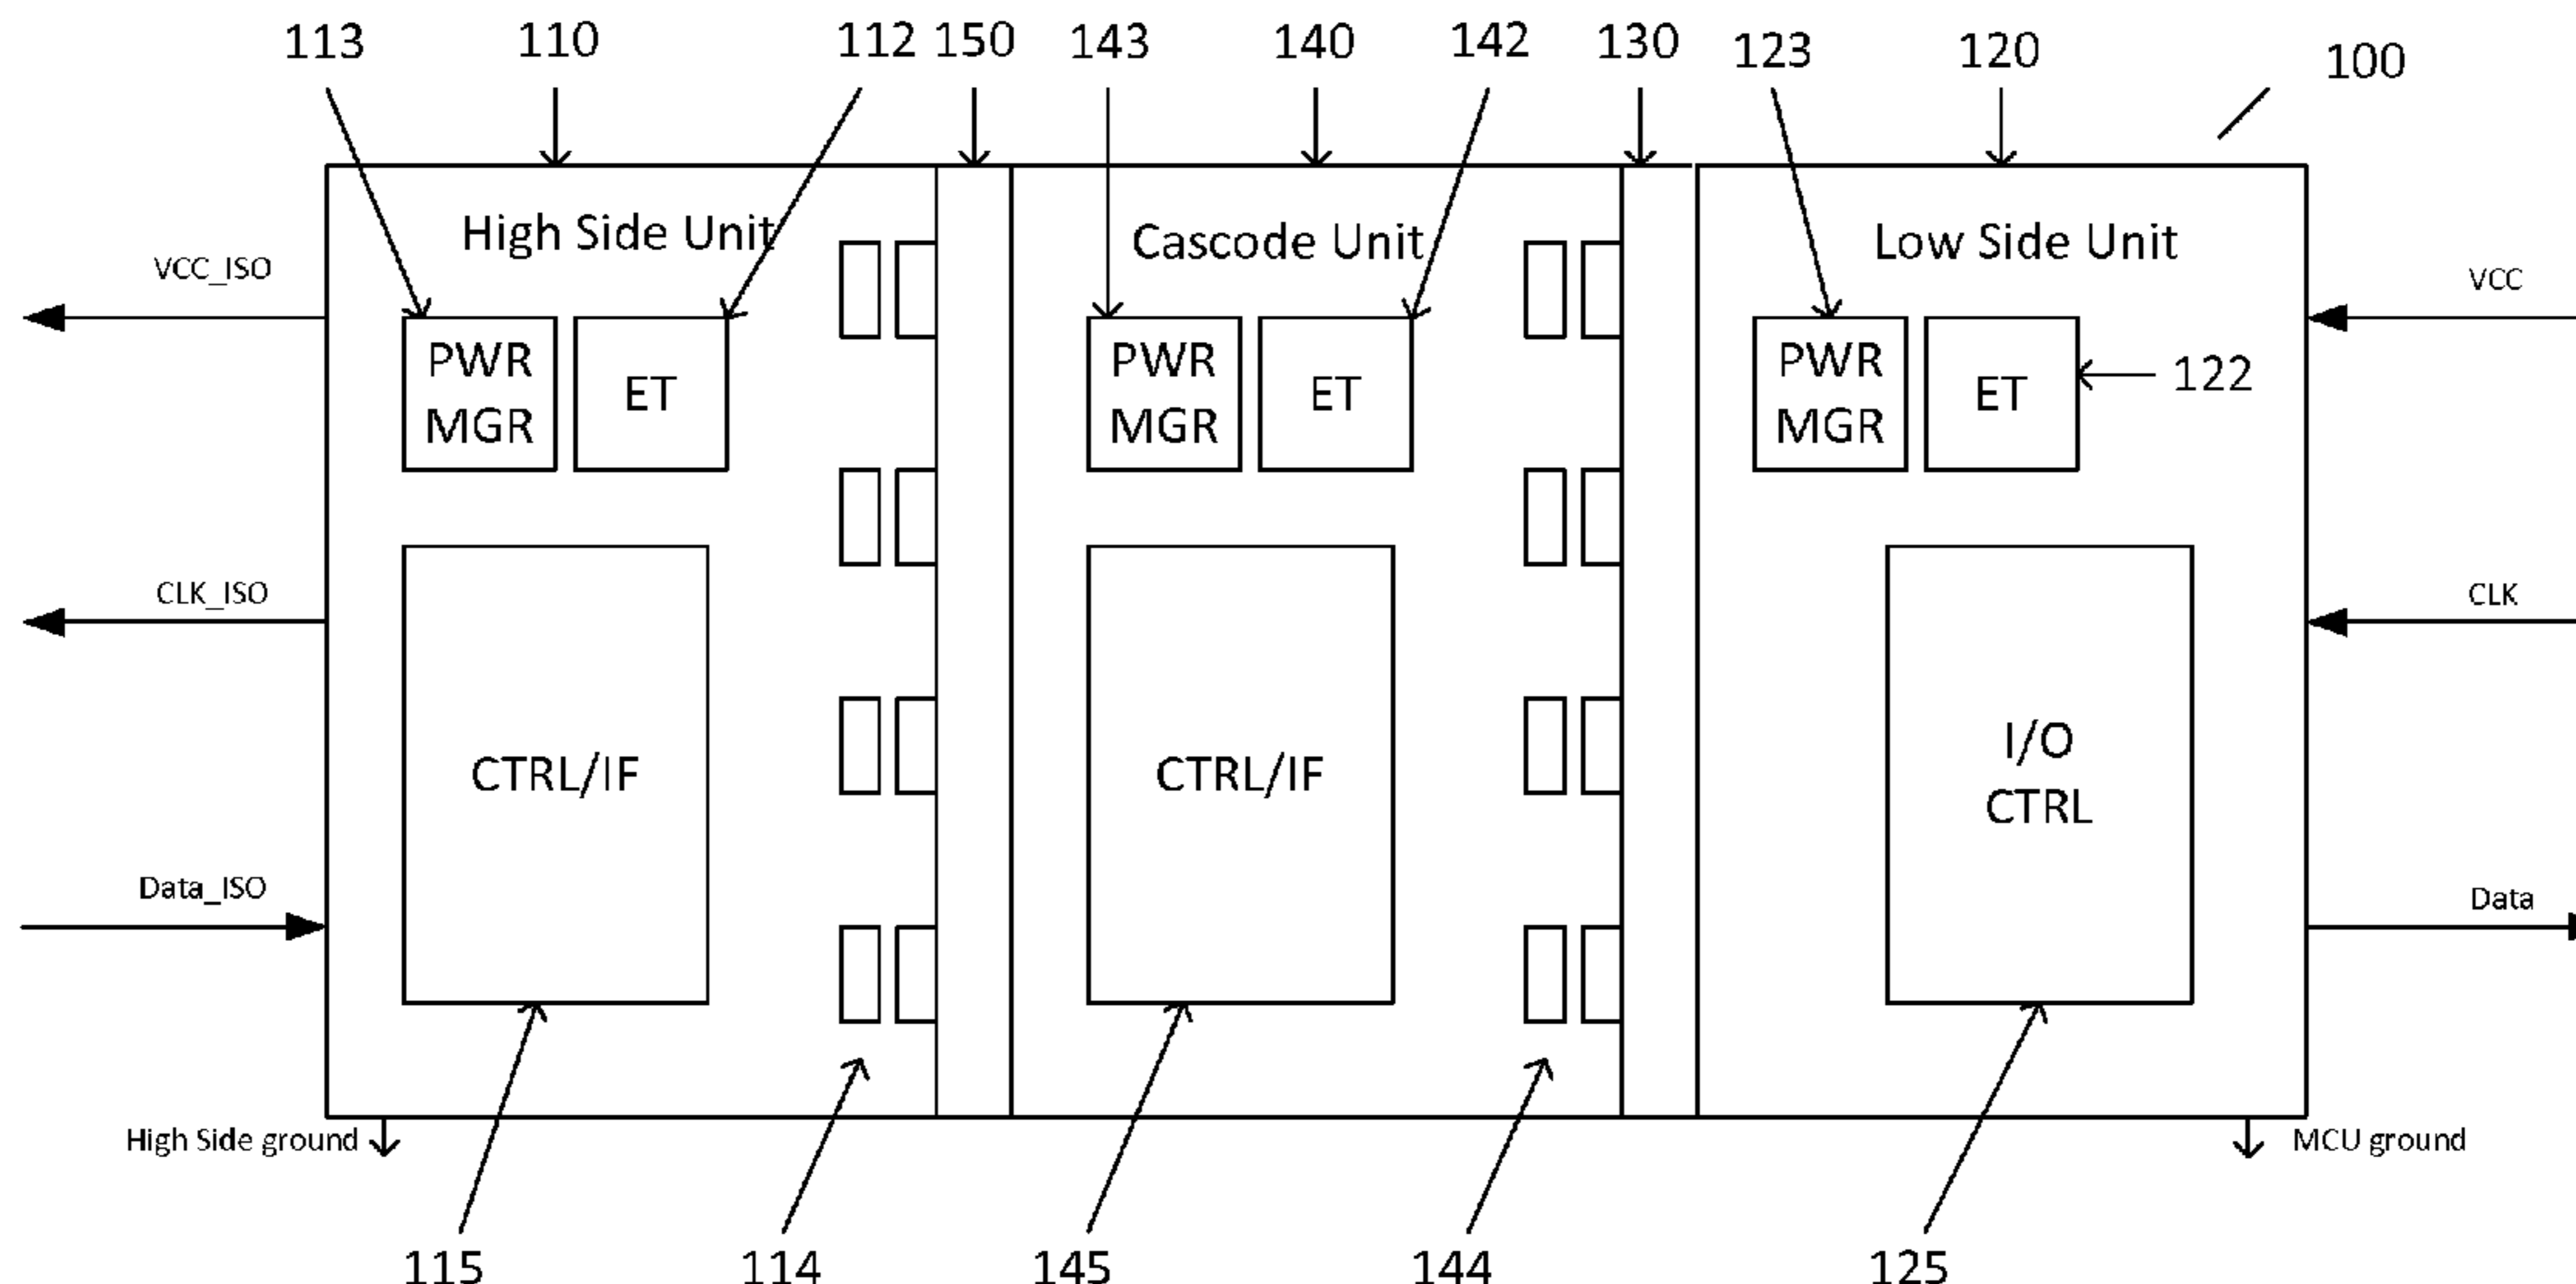 113 110 112 150 143 140 142 130 123 120 100
High Side Unit
Cascode Unit
Low Side Unit
VCC_ISO
VCC
PWR
MGR
ET
PWR
MGR
ET
PWR
MGR
ET
122
CLK_ISO
CLK
CTRL/IF
CTRL/IF
I/O
CTRL
Data_ISO
Data
High Side ground
MCU ground
115 114 145 144 125